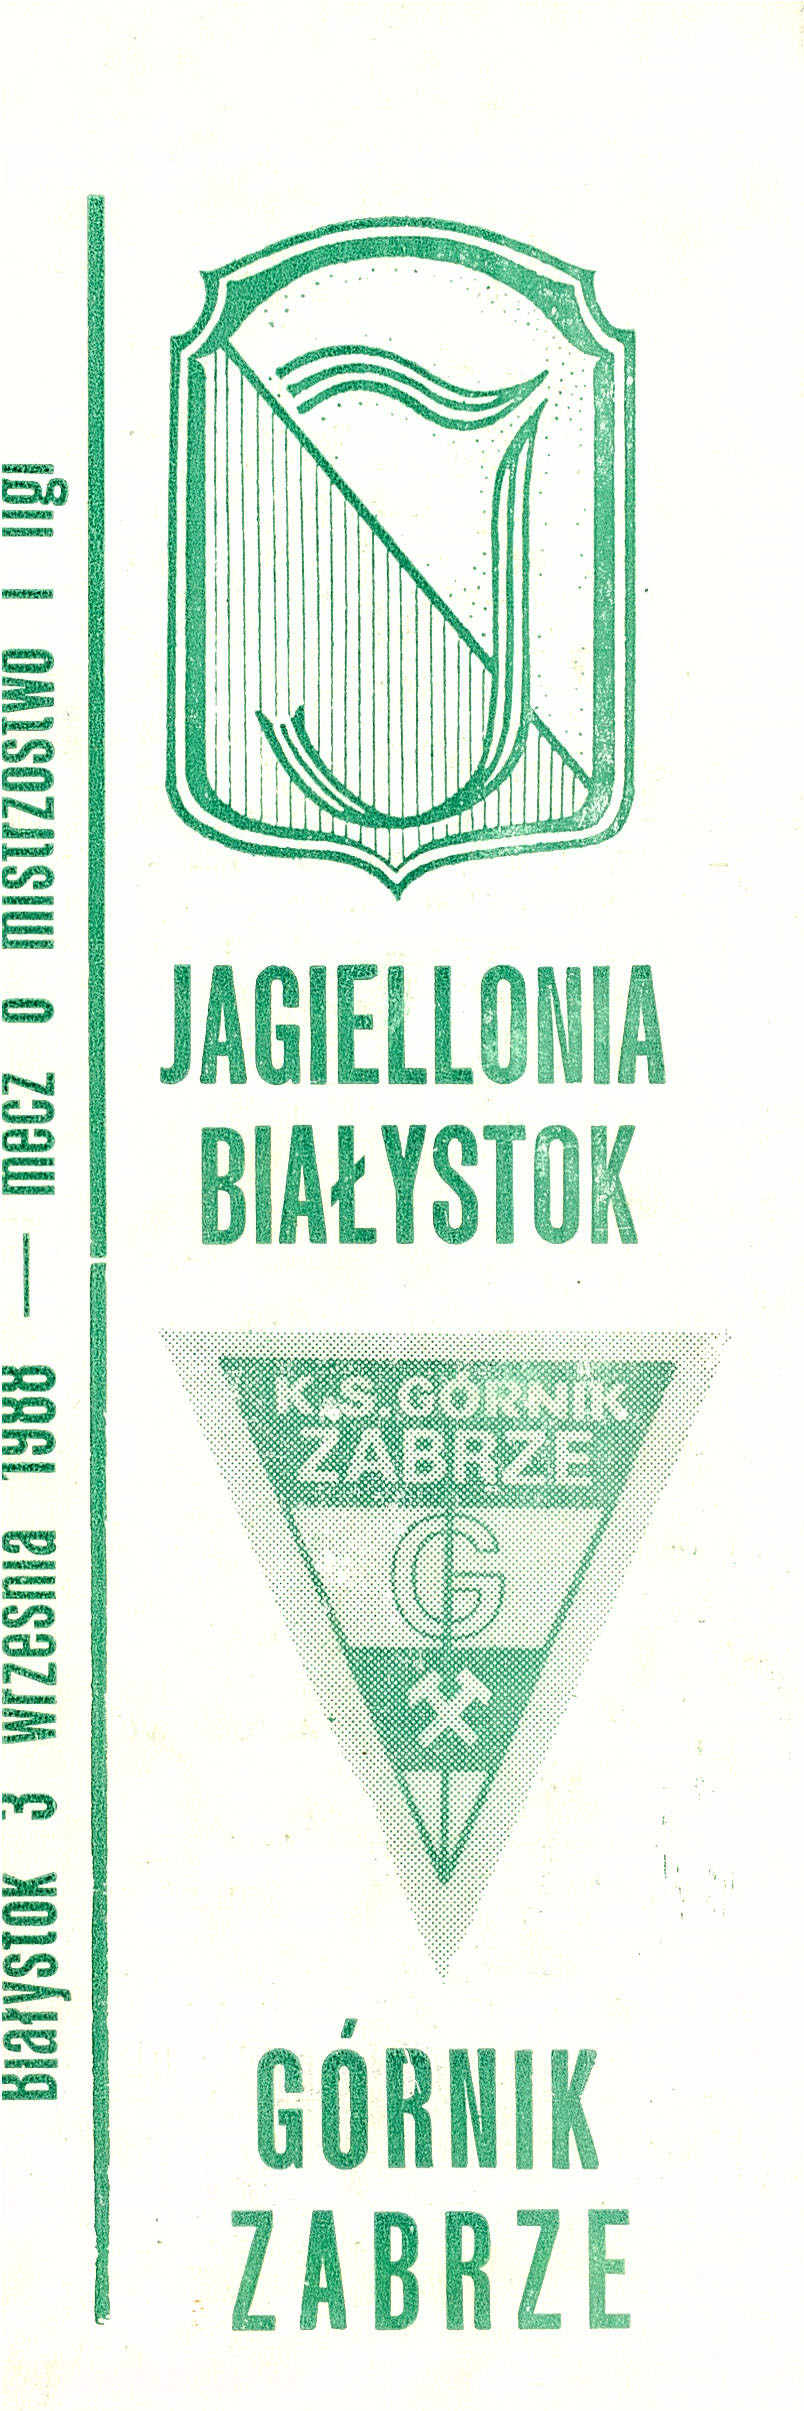 Białystok 3 września 1988 — mecz o mistrzostwo I ligi
JAGIELLONIA
BIAŁYSTOK
K.S.GÓRNIK
ZABRZE
G
GÓRNIK
ZABRZE